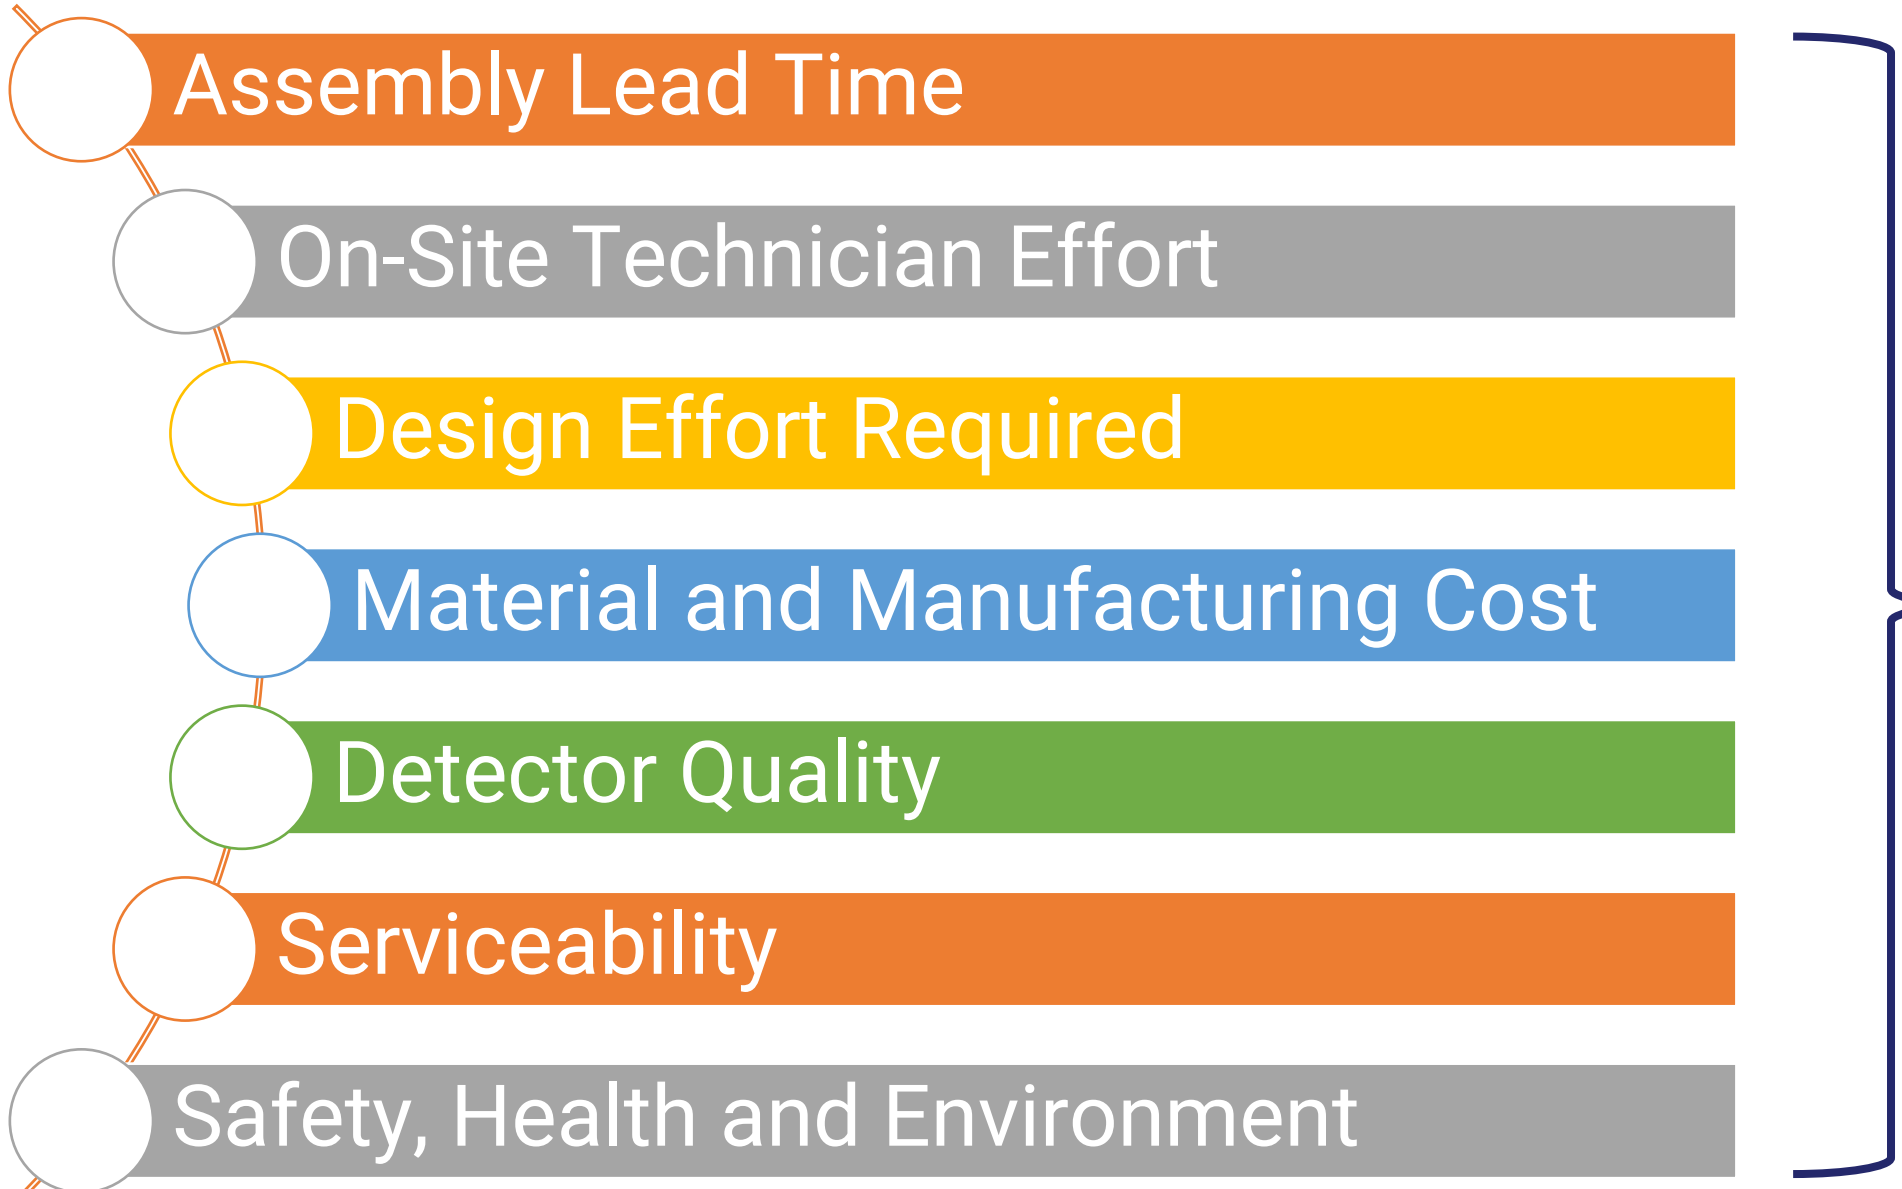 Assembly Lead Time
On-Site Technician Effort
Design Effort Required
Material and Manufacturing Cost
Detector Quality
Serviceability
Safety, Health and Environment